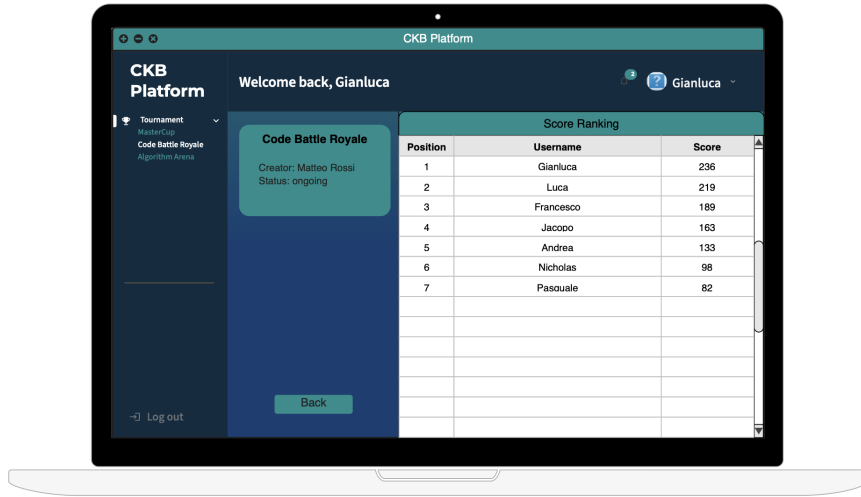 CKB Platform
CKB
Platform
Welcome back, Gianluca
2
Gianluca
Tournament
MasterCup
Code Battle Royale
Algorithm Arena
Log out
Code Battle Royale
Creator: Matteo Rossi
Status: ongoing
Back
Score Ranking
Position Username Score
1 Gianluca 236
2 Luca 219
3 Francesco 189
4 Jacopo 163
5 Andrea 133
6 Nicholas 98
7 Pasquale 82